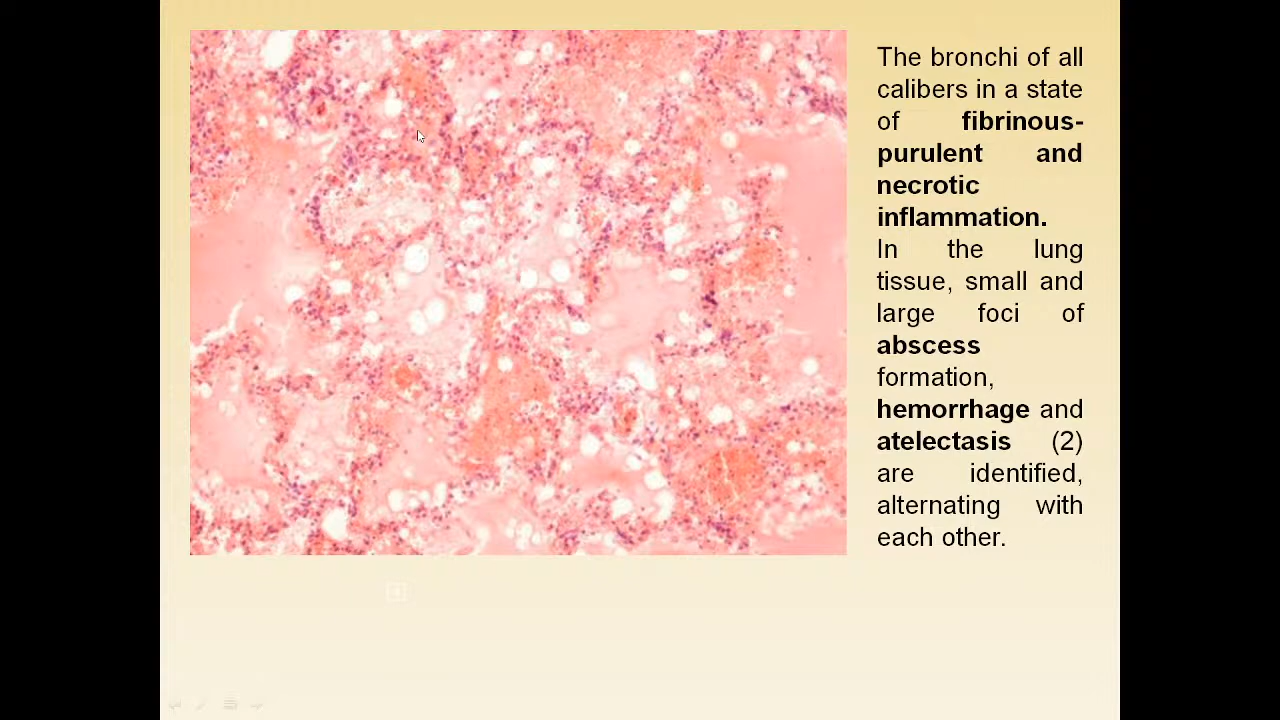 The bronchi of all
calibers in a state
of fibrinous-
purulent and
necrotic
inflammation.
In the lung
tissue, small and
large foci of
abscess
formation,
hemorrhage and
atelectasis (2)
are identified,
alternating with
each other.